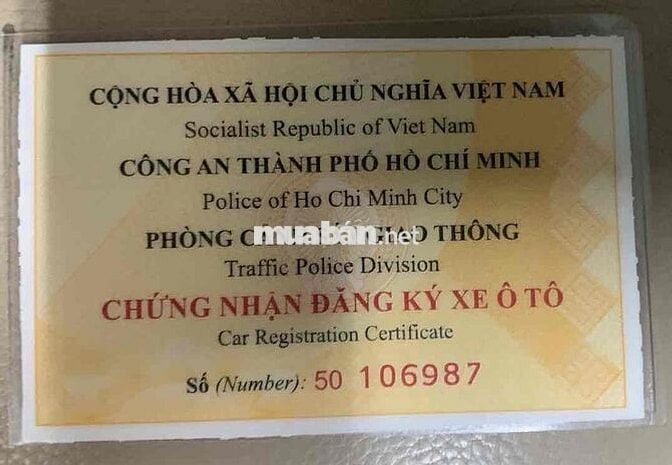 CỘNG HÒA XÃ HỘI CHỦ NGHĨA VIỆT NAM
Socialist Republic of Viet Nam
CÔNG AN THÀNH PHỐ HỒ CHÍ MINH
Police of Ho Chi Minh City
PHÒNG GIAO THÔNG
muaban.net
Traffic Police Division
CHỨNG NHẬN ĐĂNG KÝ XE Ô TÔ
Car Registration Certificate
Số (Number): 50 106987